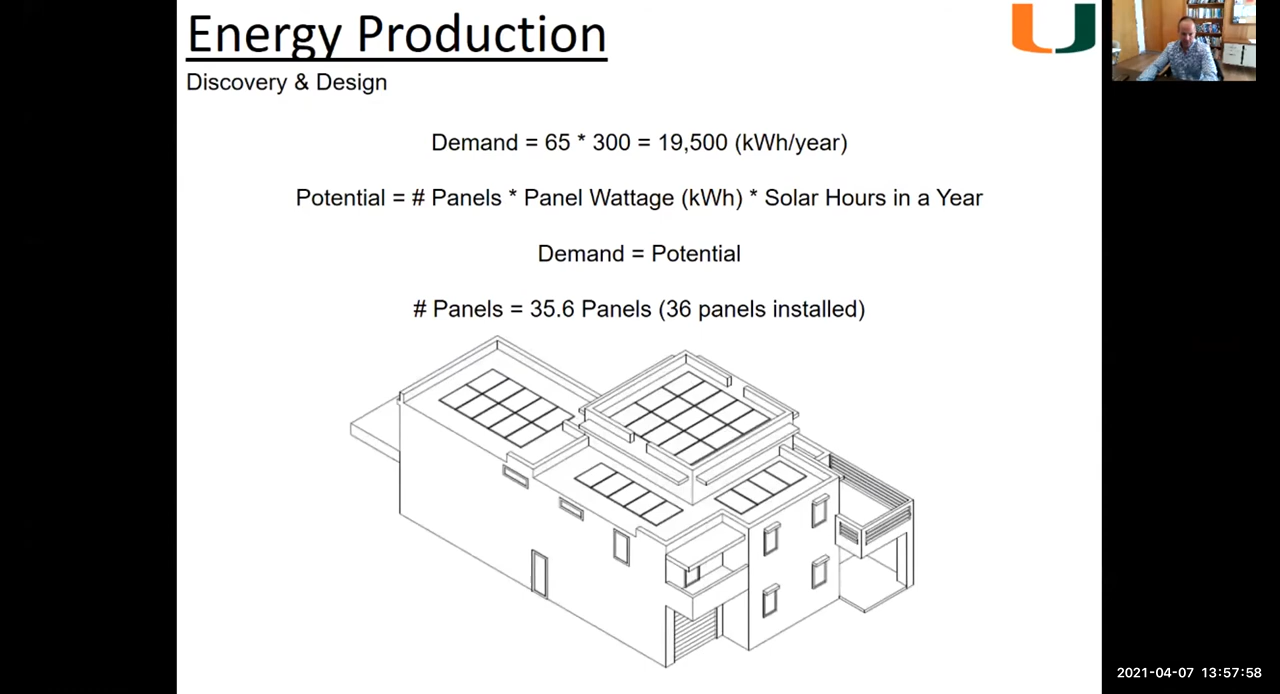 Energy Production
Discovery & Design
Demand = 65 * 300 = 19,500 (kWh/year)
Potential = # Panels * Panel Wattage (kWh) * Solar Hours in a Year
Demand = Potential
# Panels = 35.6 Panels (36 panels installed)
2021-04-07 13:57:58